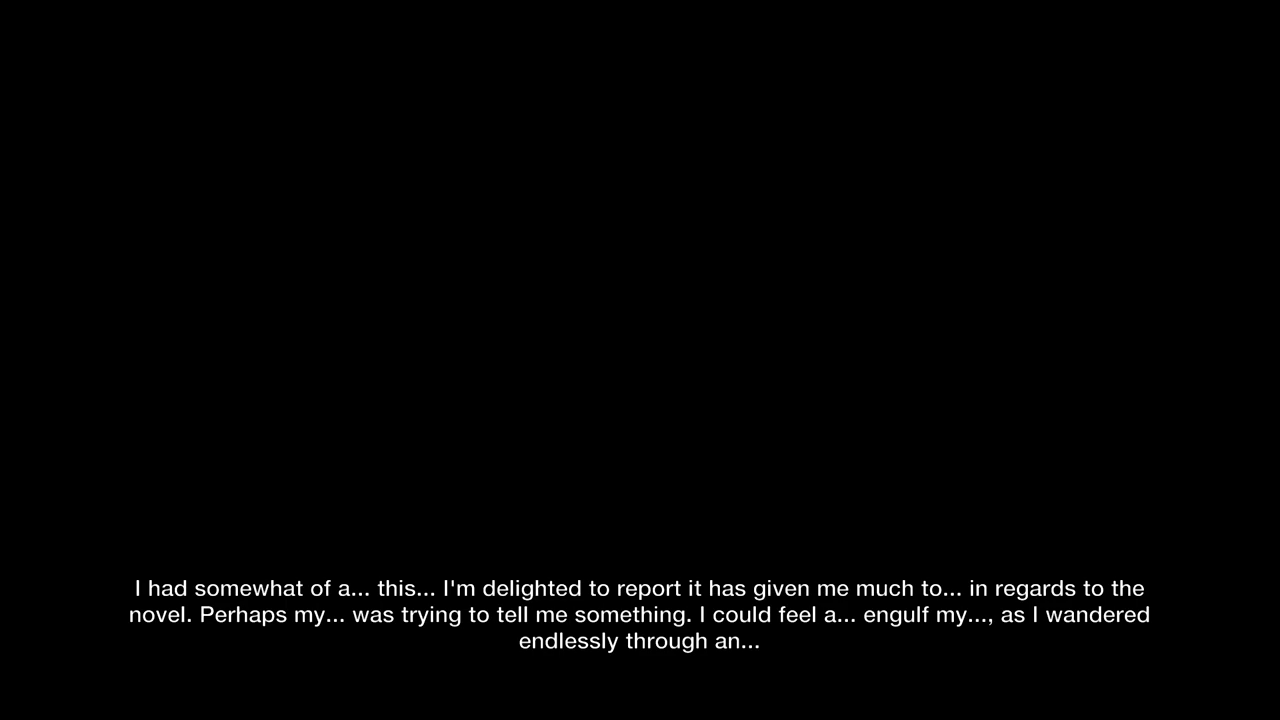 I had somewhat of a... this... I'm delighted to report it has given me much to... in regards to the
novel. Perhaps my... was trying to tell me something. I could feel a... engulf my..., as I wandered
endlessly through an...